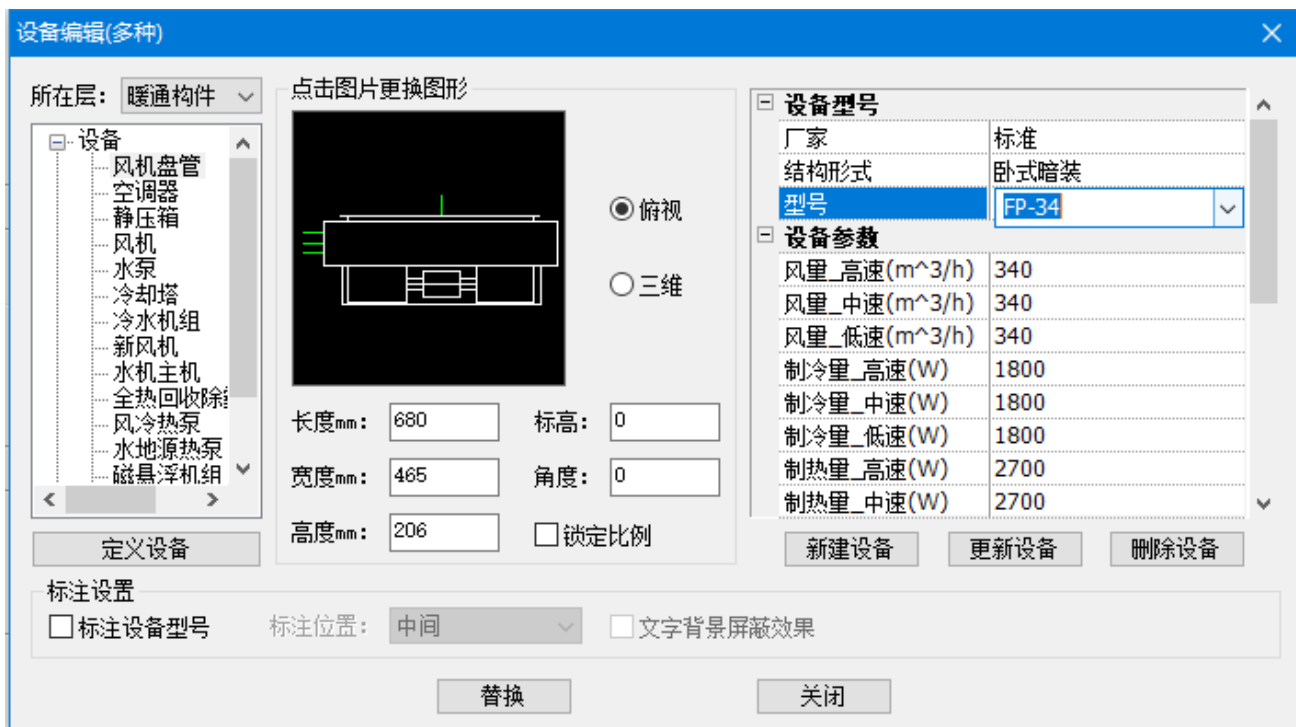 设备编辑(多种)
所在层： 暖通构件
设备
风机盘管
空调器
静压箱
风机
水泵
冷却塔
冷水机组
新风机
水机主机
全热回收除
风冷热泵
水地源热泵
磁悬浮机组
定义设备
点击图片更换图形
俯视
三维
长度mm： 680 标高： 0
宽度mm： 465 角度： 0
高度mm： 206 锁定比例
设备型号
厂家 标准
结构形式 卧式暗装
型号 FP-34
设备参数
风量_高速(m^3/h) 340
风量_中速(m^3/h) 340
风量_低速(m^3/h) 340
制冷量_高速(W) 1800
制冷量_中速(W) 1800
制冷量_低速(W) 1800
制热量_高速(W) 2700
制热量_中速(W) 2700
新建设备 更新设备 删除设备
标注设置
标注设备型号 标注位置： 中间 文字背景屏蔽效果
替换 关闭